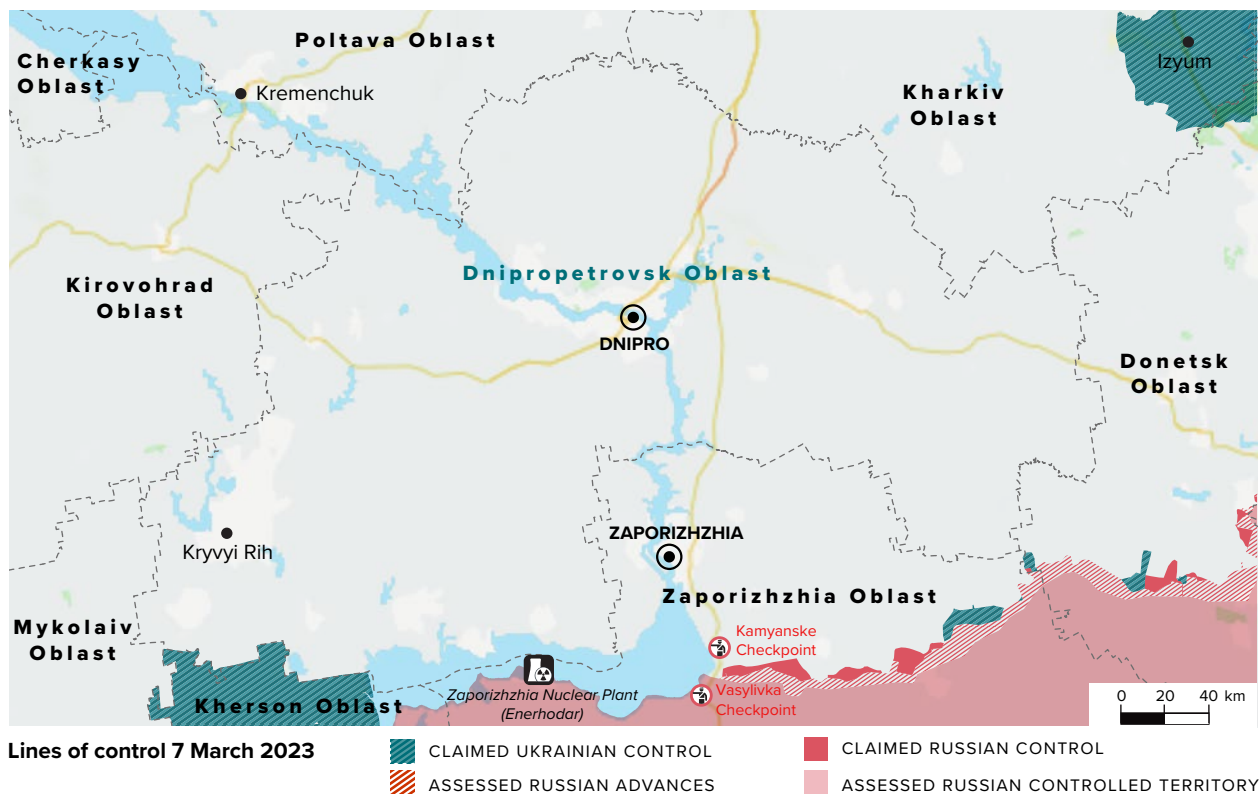 Poltava Oblast
Cherkasy
Oblast
Izyum
Kremenchuk
Kharkiv
Oblast
Dnipropetrovsk Oblast
Kirovohrad
Oblast
DNIPRO
Donetsk
Oblast
ZAPORIZHZHIA
Kryvyi Rih
Zaporizhzhia Oblast
Mykolaiv
Oblast
Kamyanske
Checkpoint
Zaporizhzhia Nuclear Plant
(Enerhodar)
Vasylivka
Checkpoint
Kherson Oblast
0 20 40 km
Lines of control 7 March 2023
CLAIMED UKRAINIAN CONTROL
CLAIMED RUSSIAN CONTROL
ASSESSED RUSSIAN ADVANCES
ASSESSED RUSSIAN CONTROLLED TERRITORY